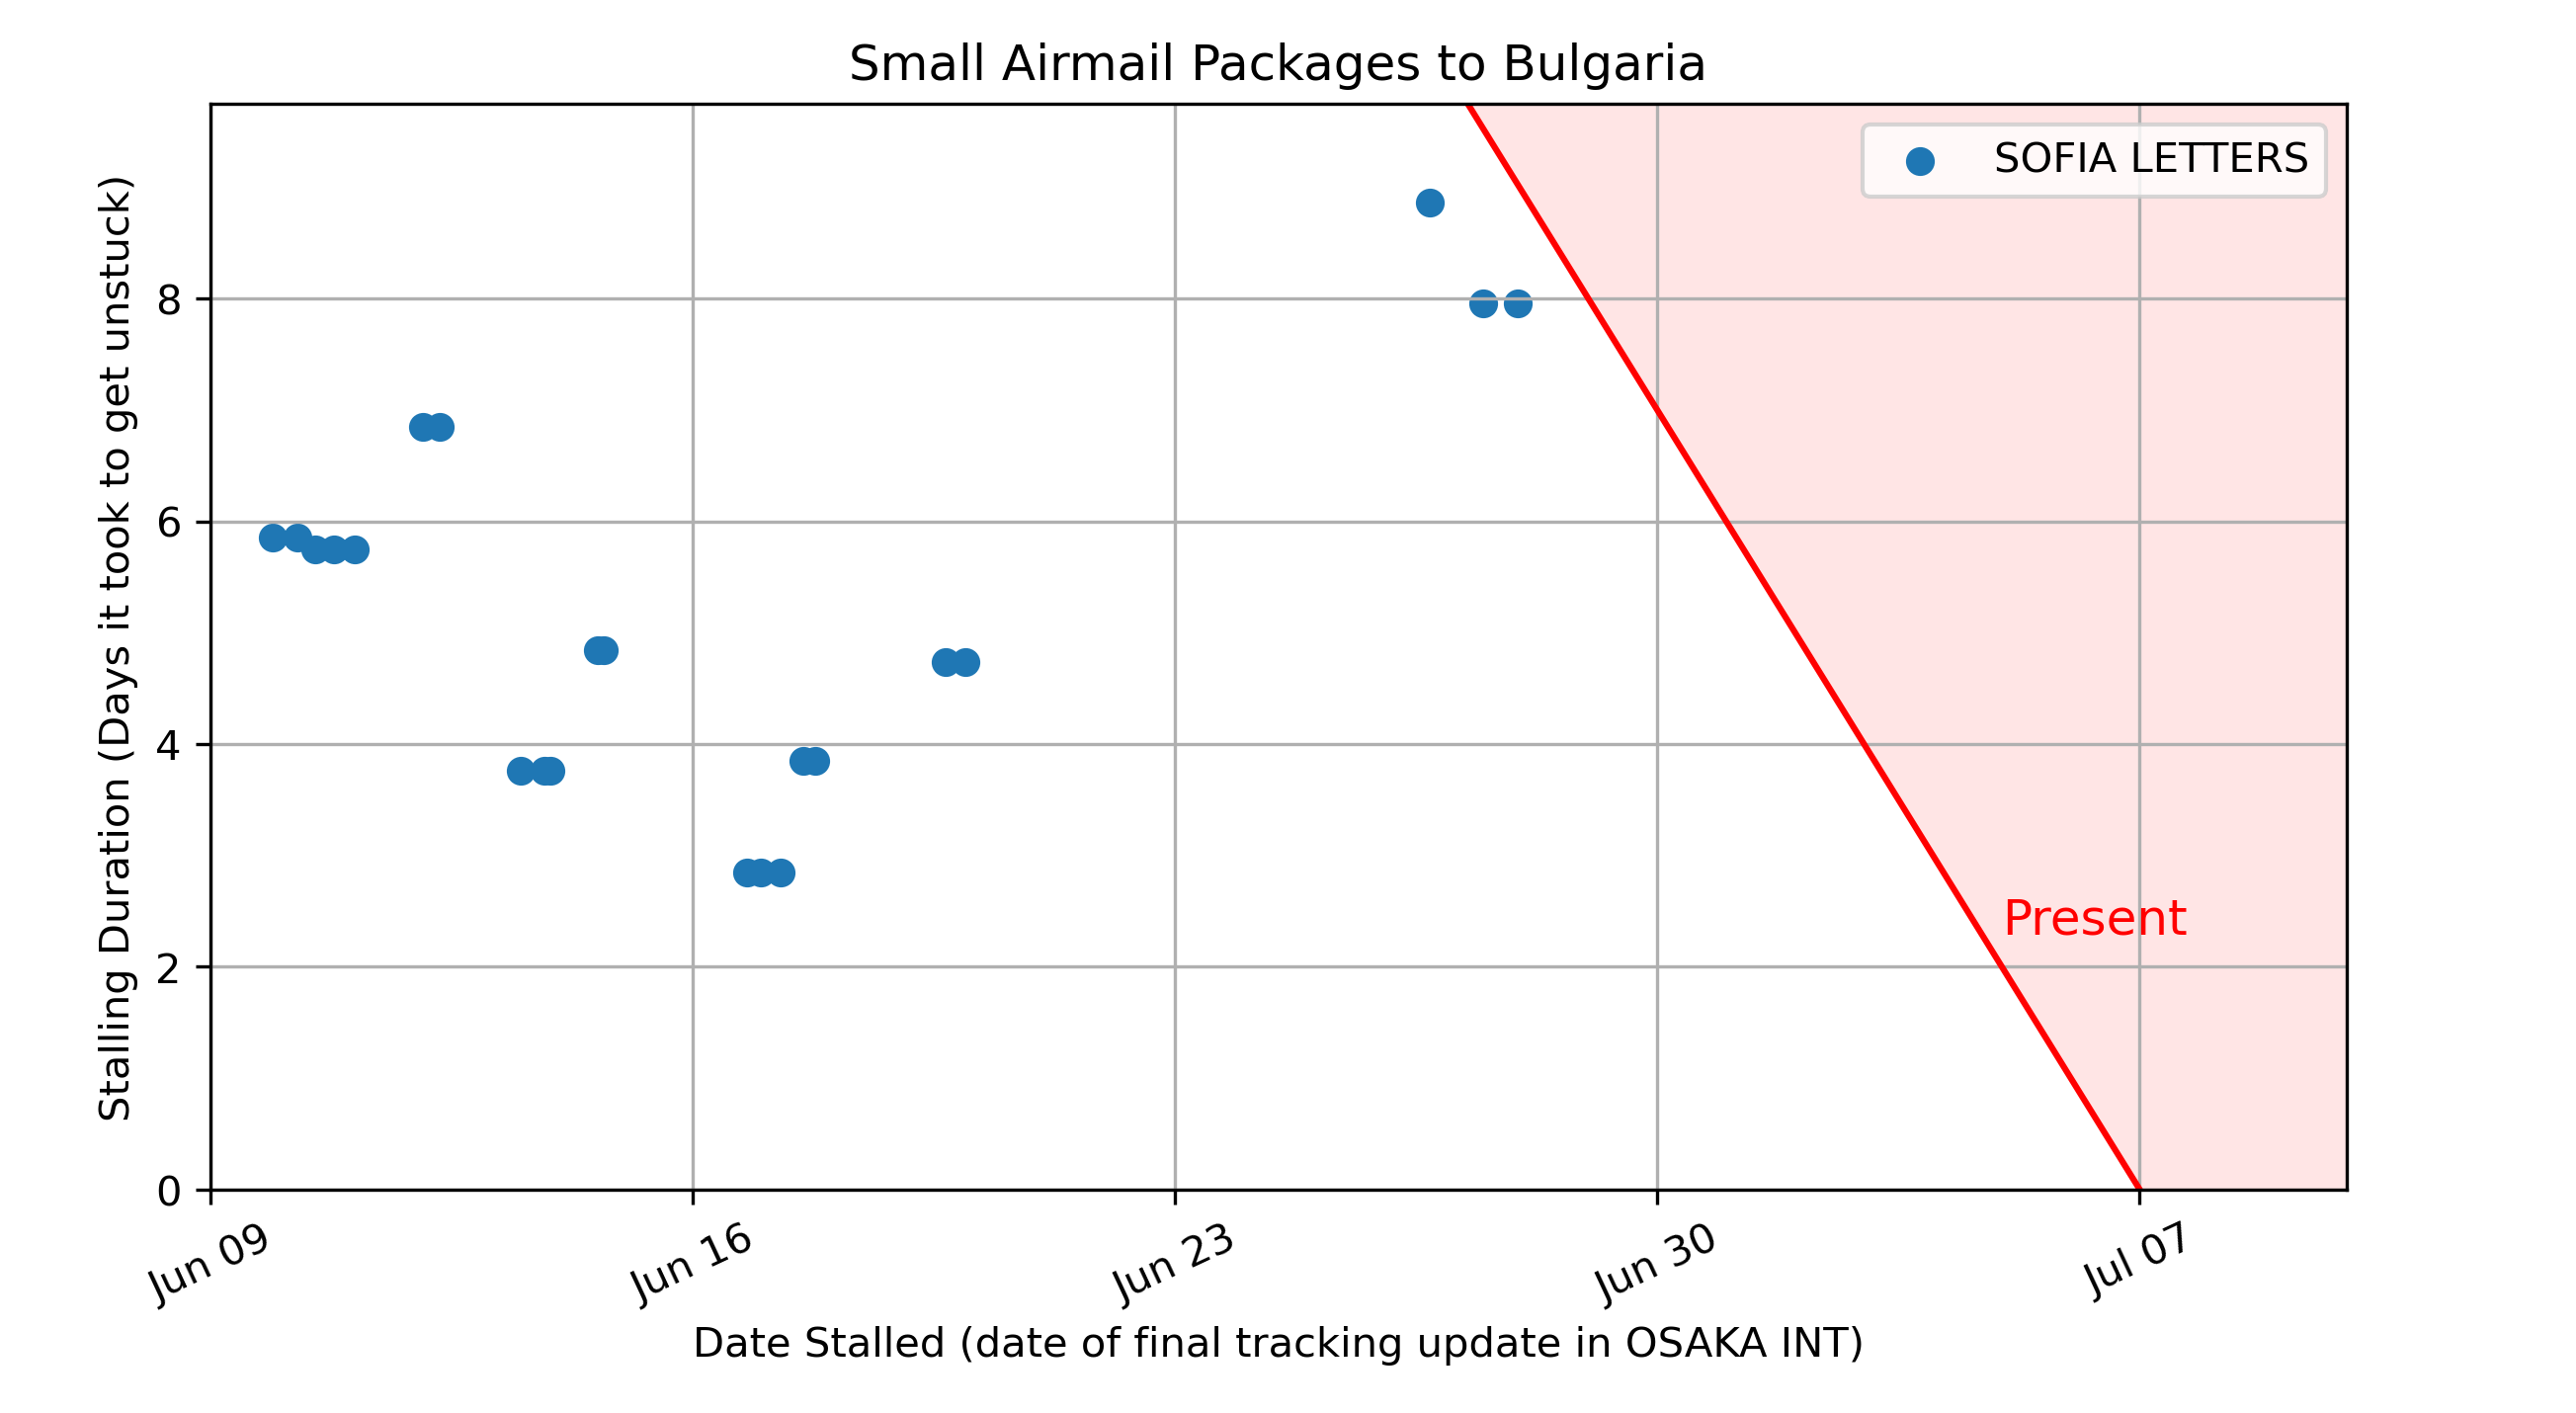 Small Airmail Packages to Bulgaria
SOFIA LETTERS
Stalling Duration (Days it took to get unstuck)
8
6
4
2
0
Present
Jun 09
Jun 16
Jun 23
Jun 30
Jul 07
Date Stalled (date of final tracking update in OSAKA INT)